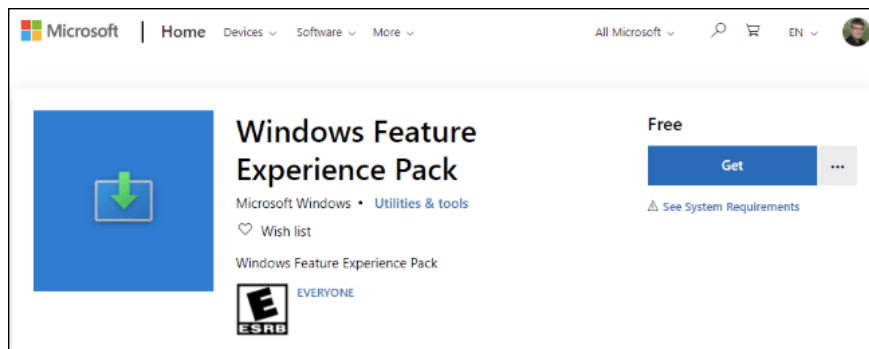 Microsoft | Home Devices Software More All Microsoft EN
Windows Feature
Experience Pack
Microsoft Windows • Utilities & tools
Wish list
Windows Feature Experience Pack
E
EVERYONE
ESRB
Free
Get ...
See System Requirements